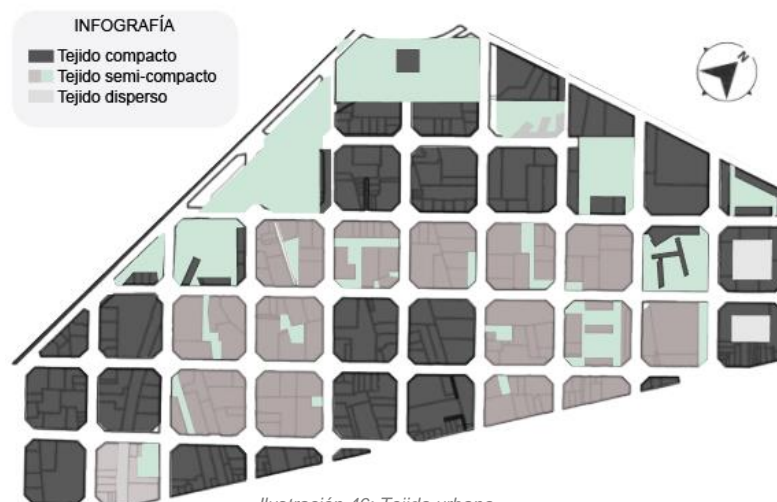 INFOGRAFÍA
Tejido compacto
Tejido semi-compacto
Tejido disperso
N
Ilustración 46: Tejido urbano